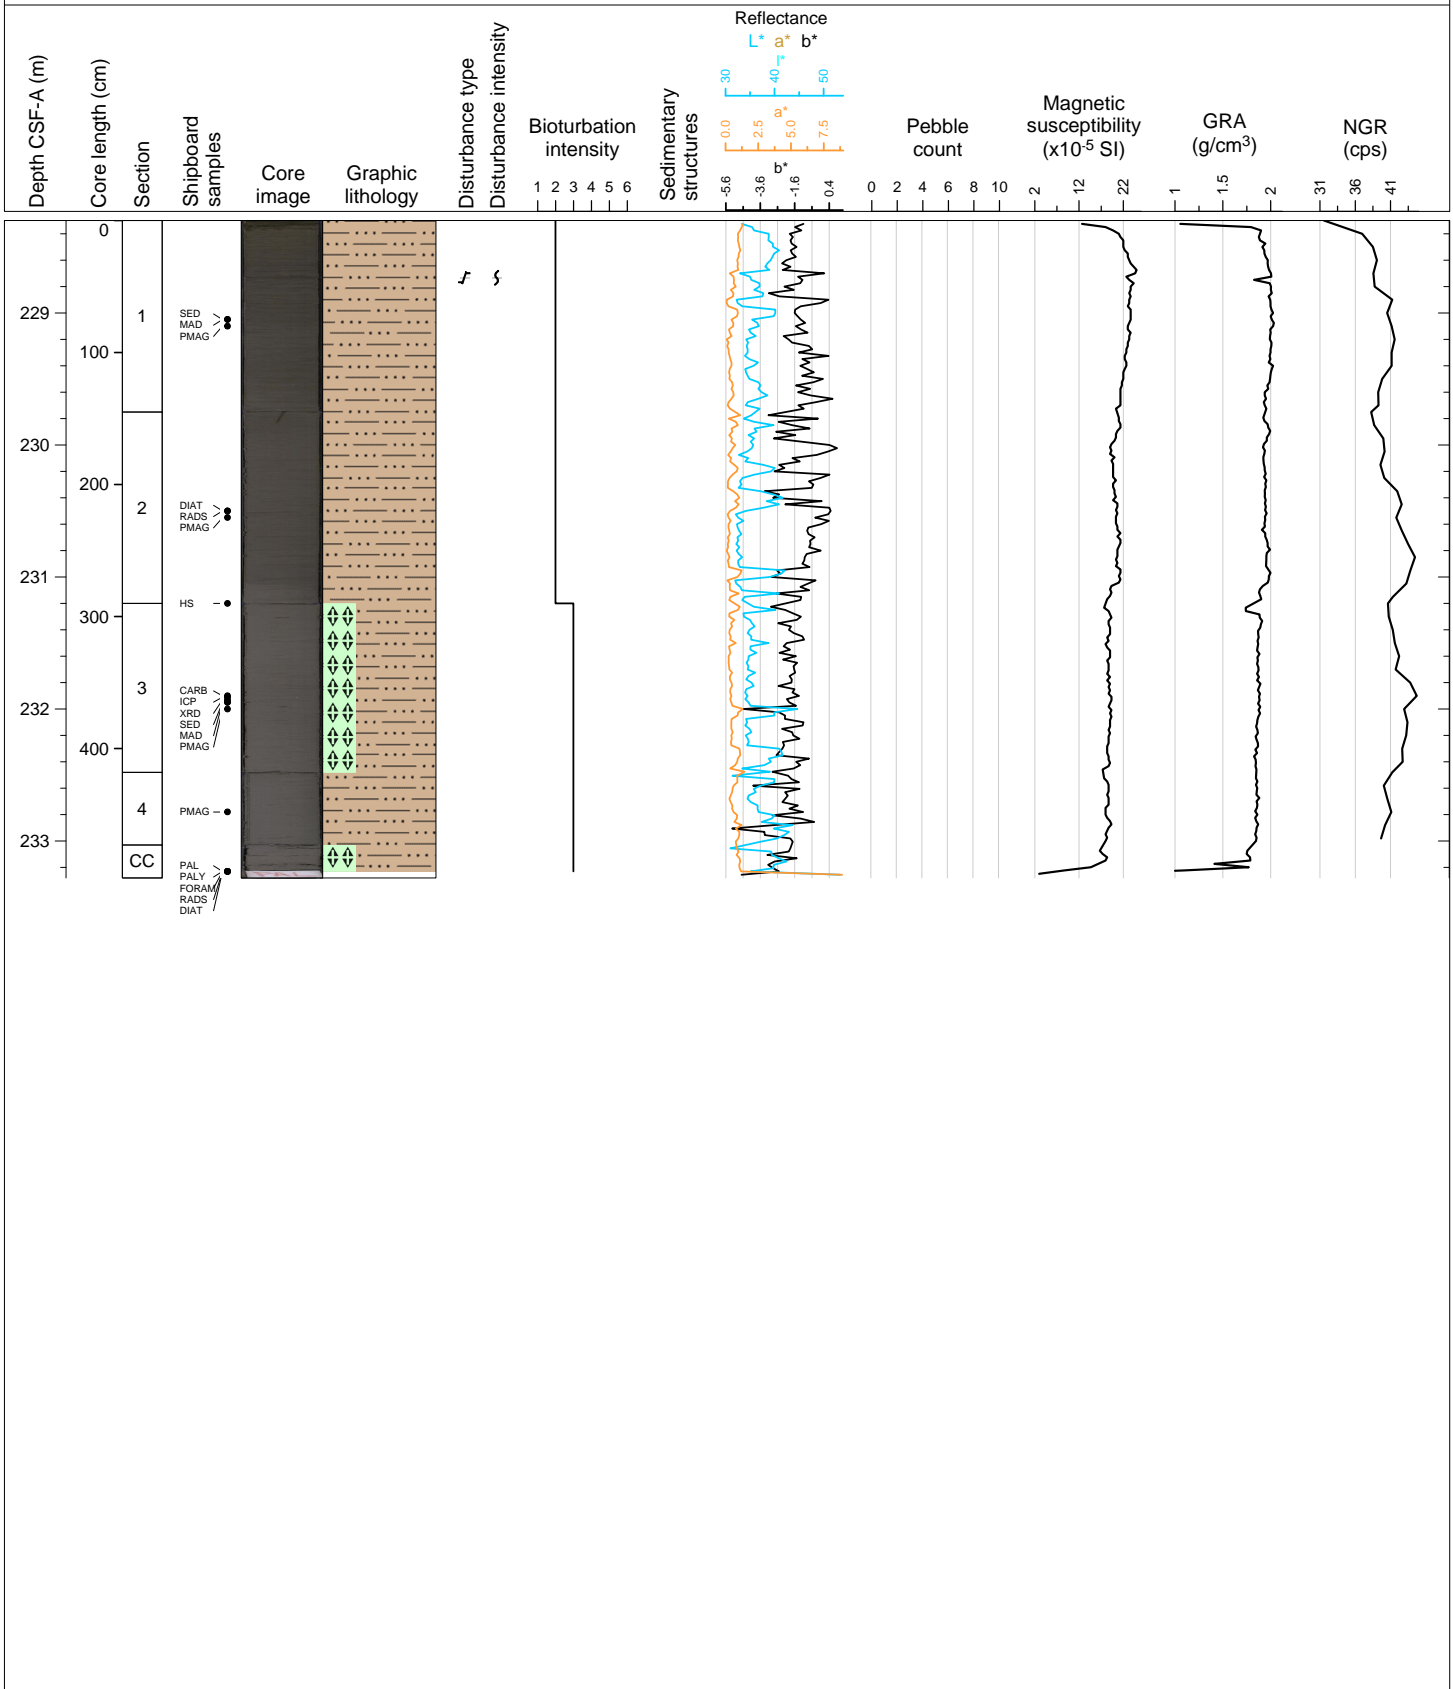 Depth CSF-A (m)
Core length (cm)
Section
Shipboard
samples
Core
image
Graphic
lithology
Disturbance type
Disturbance intensity
Bioturbation
intensity
1 2 3 4 5 6
Sedimentary
structures
Reflectance
L* a* b*
L*
30 40 50
a*
0.0 2.5 5.0 7.5
b*
-5.6 -3.6 -1.6 0.4
Pebble
count
0 2 4 6 8 10
Magnetic
susceptibility
(x10-5 SI)
2 12 22
GRA
(g/cm3)
1 1.5 2
NGR
(cps)
31 36 41
0
229
1
SED
MAD
PMAG
100
230
200
2
DIAT
RADS
PMAG
231
HS
300
3
CARB
ICP
XRD
SED
MAD
PMAG
232
400
4
PMAG
233
CC
PAL
PALY
FORAM
RADS
DIAT